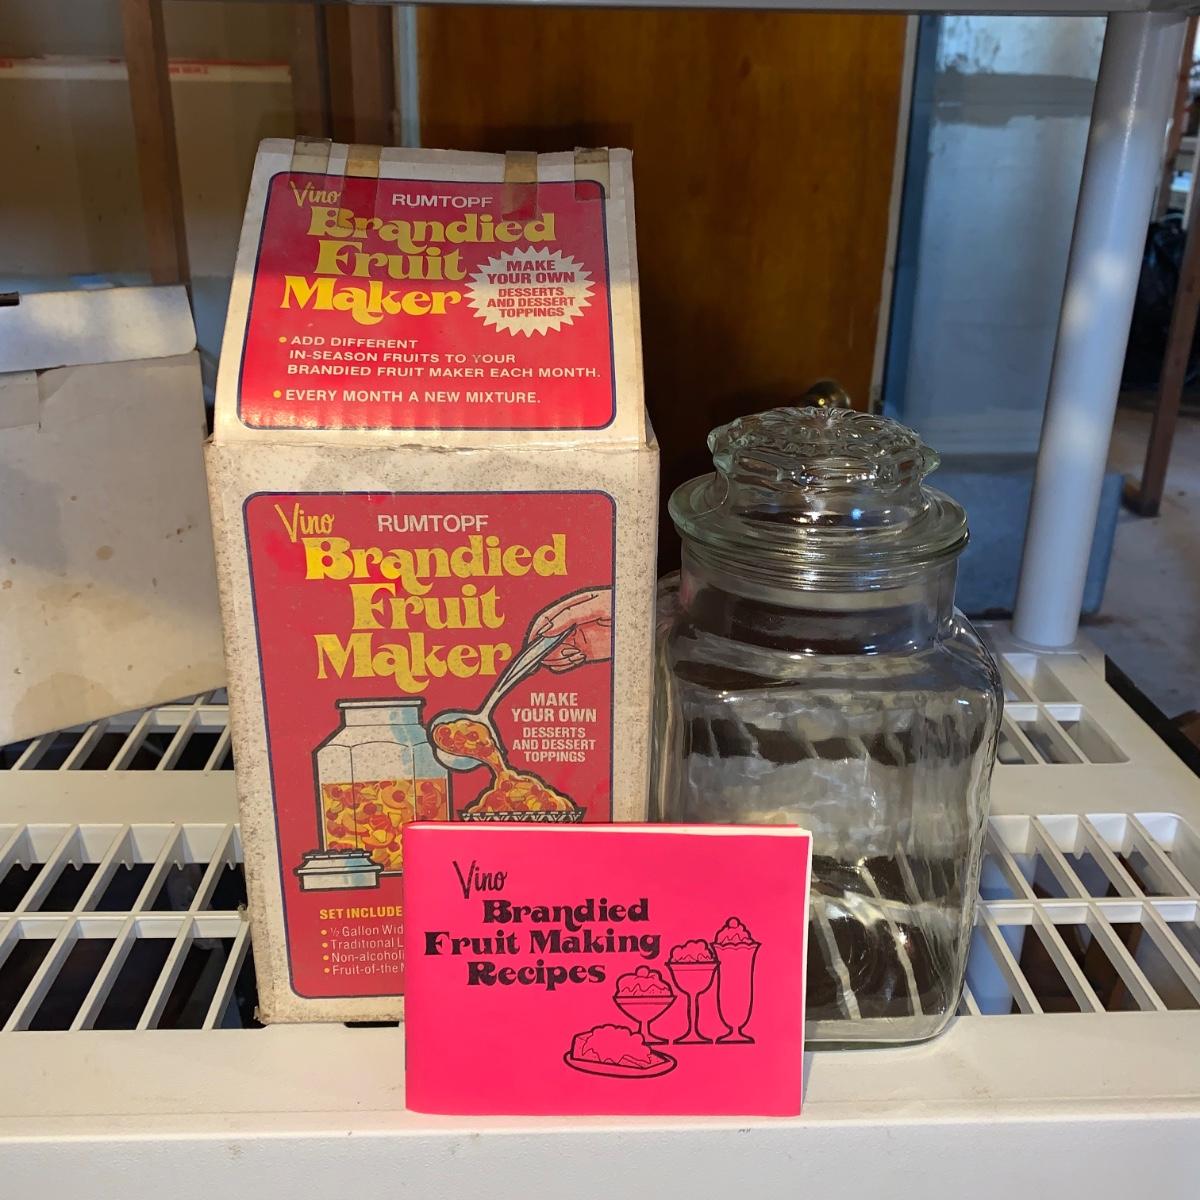 Vino RUMTOPF
Brandied
Fruit
Maker
MAKE
YOUR OWN
DESSERTS
AND DESSERT
TOPPINGS
• ADD DIFFERENT
IN-SEASON FRUITS TO YOUR
BRANDIED FRUIT MAKER EACH MONTH.
• EVERY MONTH A NEW MIXTURE.
Vino RUMTOPF
Brandied
Fruit
Maker
MAKE
YOUR OWN
DESSERTS
AND DESSERT
TOPPINGS
SET INCLUDE
• ½ Gallon Wid
• Traditional L
• Non-alcoholi
• Fruit-of-the
Vino
Brandied
Fruit Making
Recipes